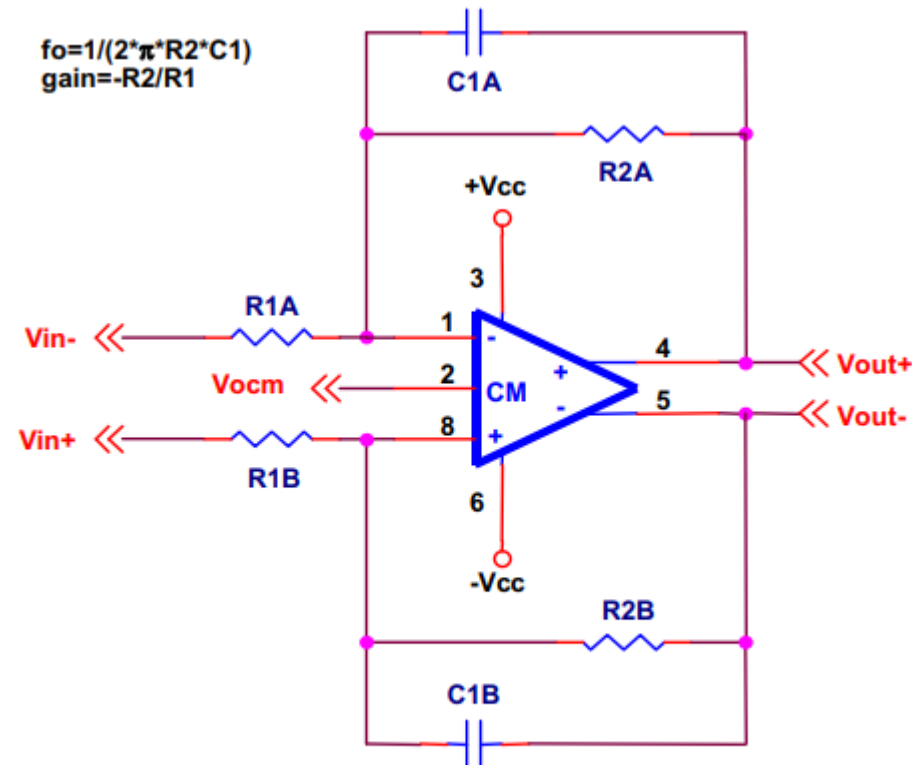 fo=1/(2*π*R2*C1)
gain=-R2/R1
C1A
R2A
+Vcc
3
R1A
Vin-
1
-
4
+
Vout+
Vocm
2
CM
Vin+
8
+
-
5
Vout-
R1B
6
-Vcc
R2B
C1B